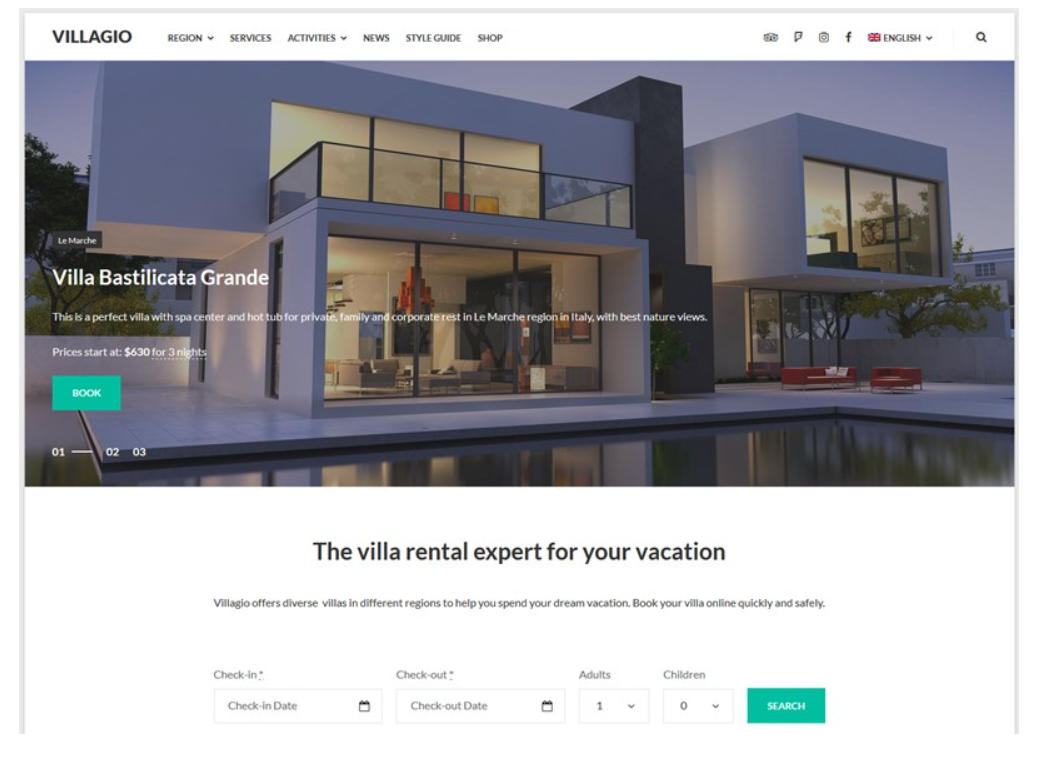 VILLAGIO REGION SERVICES ACTIVITIES NEWS STYLE GUIDE SHOP ENGLISH
Le Marche
Villa Bastilicata Grande
This is a perfect villa with spa center and hot tub for private, family and corporate rest in Le Marche region in Italy, with best nature views.
Prices start at: $630 for 3 nights
BOOK
01 02 03
The villa rental expert for your vacation
Villagio offers diverse villas in different regions to help you spend your dream vacation. Book your villa online quickly and safely.
Check-in * Check-out * Adults Children
Check-in Date Check-out Date 1 0 SEARCH